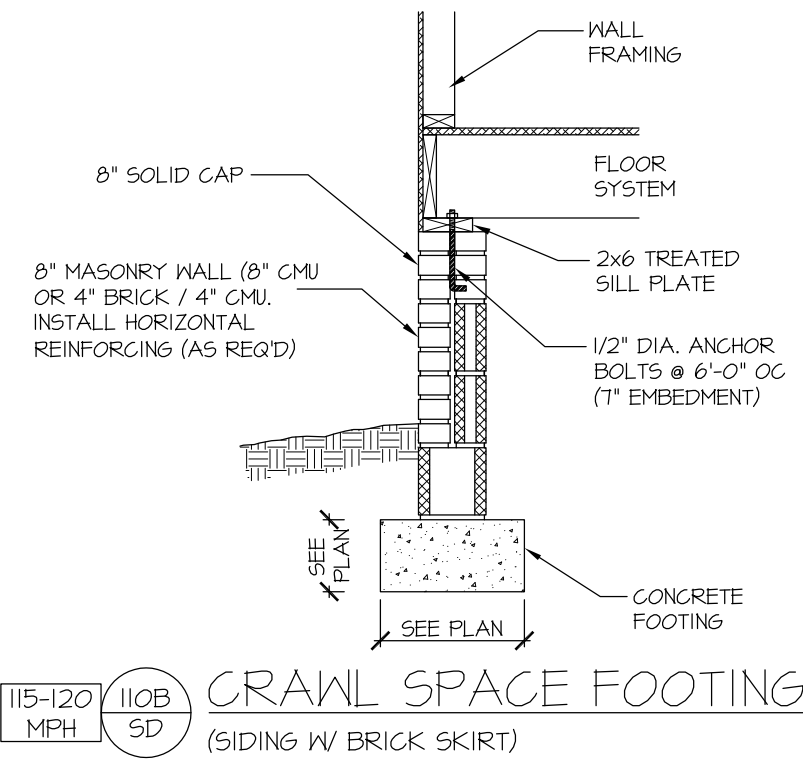 WALL
FRAMING
8" SOLID CAP
FLOOR
SYSTEM
8" MASONRY WALL (8" CMU
OR 4" BRICK / 4" CMU.
INSTALL HORIZONTAL
REINFORCING (AS REQ'D)
2x6 TREATED
SILL PLATE
1/2" DIA. ANCHOR
BOLTS @ 6'-0" OC
(7" EMBEDMENT)
SEE
PLAN
CONCRETE
FOOTING
SEE PLAN
115-120
MPH
110B
SD
CRAWL SPACE FOOTING
(SIDING W/ BRICK SKIRT)